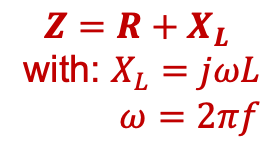 Z = R + X_L
with: X_L = jωL
ω = 2πf